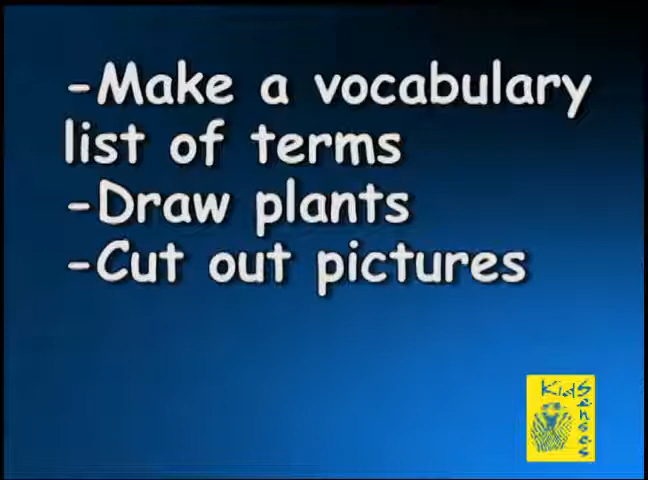 -Make a vocabulary
list of terms
-Draw plants
-Cut out pictures
Kid
Senses